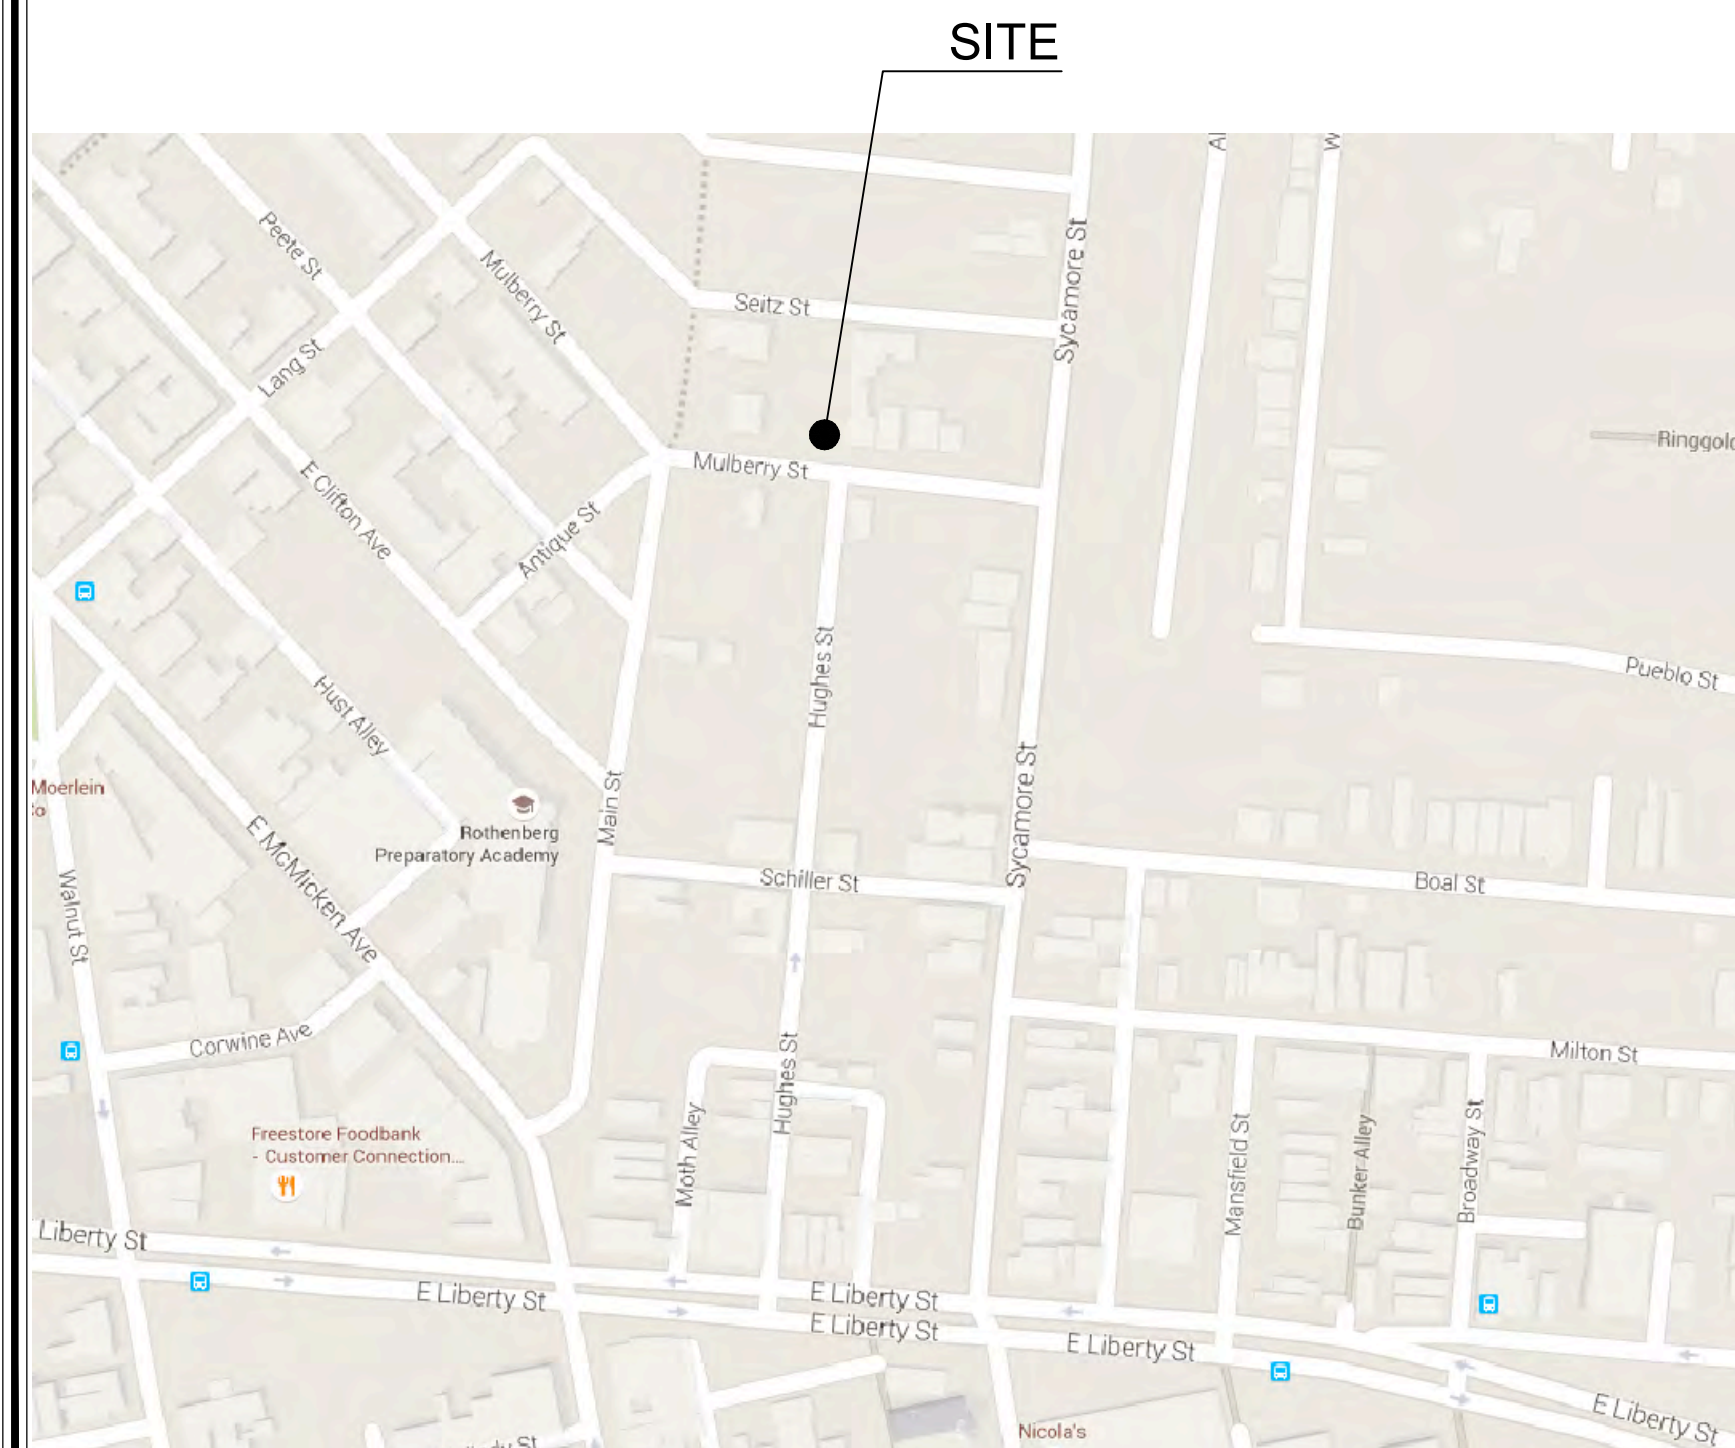 SITE
Sycamore St
Peete St
Mulberry St
Seitz St
Lang St
Mulberry St
Ringgold
E Clifton Ave
Antique St
Hughes St
Pueblo St
Hust Alley
Sycamore St
Main St
Moerlein
Rothenberg
Preparatory Academy
E McMicken Ave
Schiller St
Boal St
Walnut St
Corwine Ave
Hughes St
Milton St
Freestore Foodbank
- Customer Connection....
Moth Alley
Mansfield St
Bunker Alley
Broadway St
Liberty St
E Liberty St
E Liberty St
E Liberty St
E Liberty St
E Liberty St
Nicola's